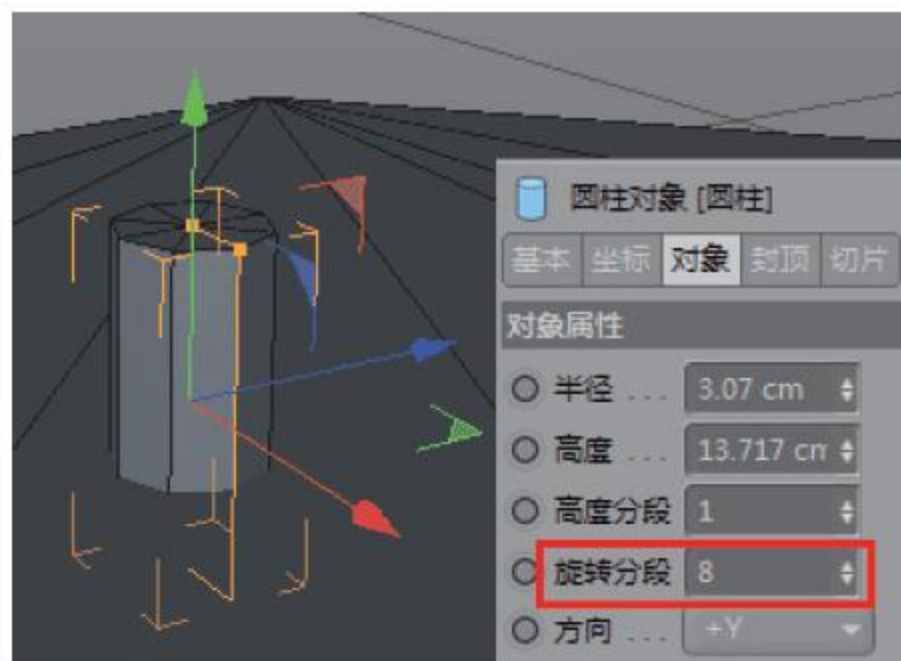 圆柱对象 [圆柱]
基本 坐标 对象 封顶 切片
对象属性
半径 . . . 3.07 cm
高度 . . . 13.717 cm
高度分段 1
旋转分段 8
方向 . . . +Y